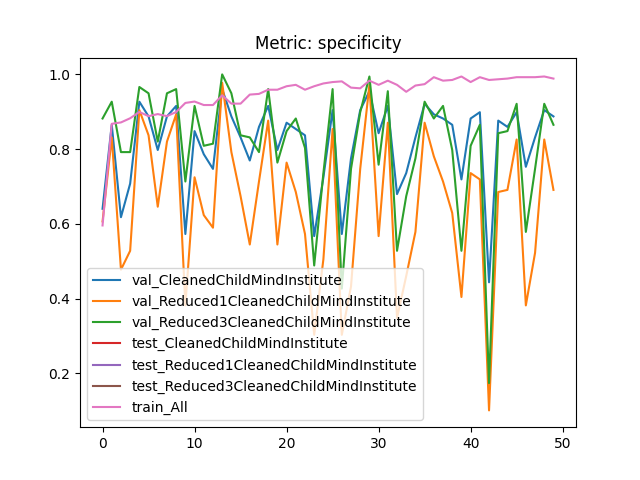 Metric: specificity
1.0
0.8
0.6
0.4
0.2
val_CleanedChildMindInstitute
val_Reduced1CleanedChildMindInstitute
val_Reduced3CleanedChildMindInstitute
test_CleanedChildMindInstitute
test_Reduced1CleanedChildMindInstitute
test_Reduced3CleanedChildMindInstitute
train_All
0 10 20 30 40 50